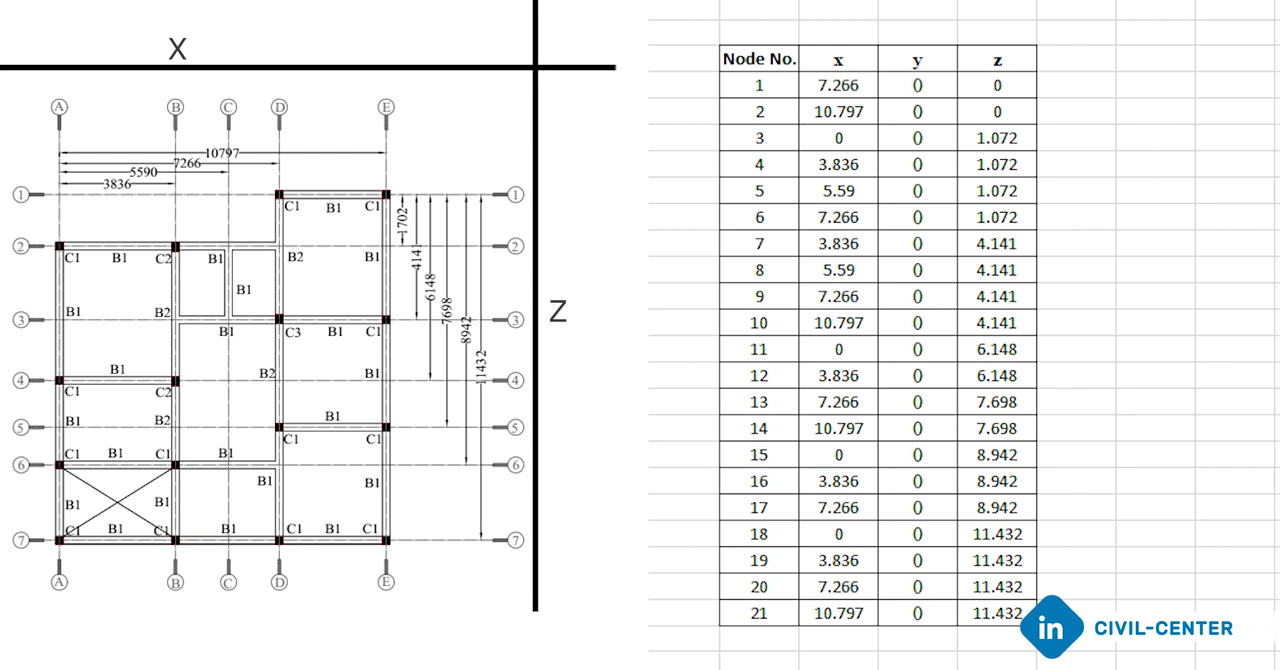 X
A B C D E
10797
7266
5590
3836
1 1
C1 B1 C1
1702
2 2
C1 B1 C2 B1 B2 B1
4141
B1
6148
B1 B2
7698
3 3
B1 C3 B1 C1
8942
11432
B1 B2 B1
4 4
C1 C2
B1 B2 B1
5 5
C1 C1
C1 B1 C1 B1
6 6
B1 B1
B1 B1
C1 B1 C1 B1 C1 B1 C1
7 7
A B C D E
Z
Node No. x y z
1 7.266 0 0
2 10.797 0 0
3 0 0 1.072
4 3.836 0 1.072
5 5.59 0 1.072
6 7.266 0 1.072
7 3.836 0 4.141
8 5.59 0 4.141
9 7.266 0 4.141
10 10.797 0 4.141
11 0 0 6.148
12 3.836 0 6.148
13 7.266 0 7.698
14 10.797 0 7.698
15 0 0 8.942
16 3.836 0 8.942
17 7.266 0 8.942
18 0 0 11.432
19 3.836 0 11.432
20 7.266 0 11.432
21 10.797 0 11.432
in CIVIL-CENTER